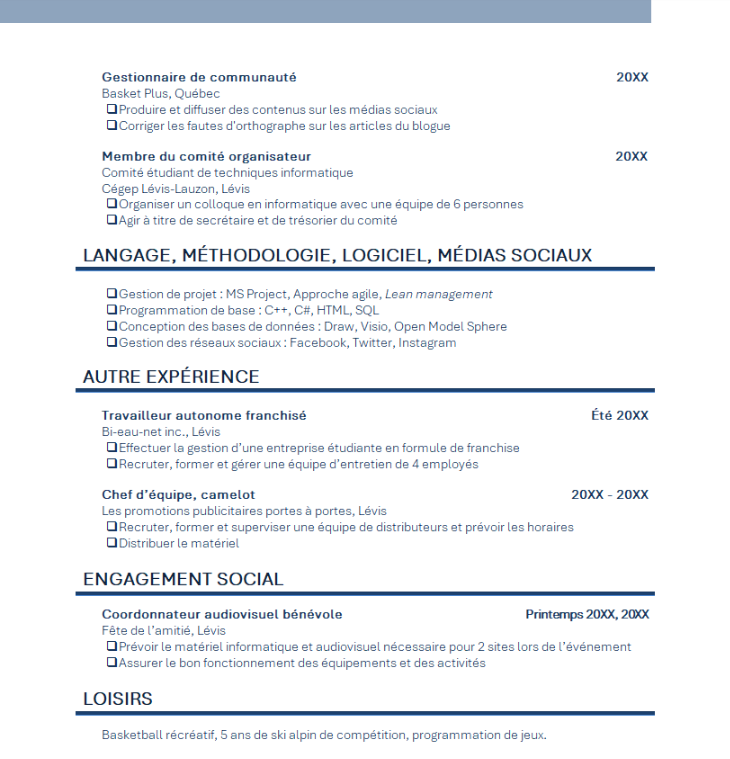 Gestionnaire de communauté 20XX
Basket Plus, Québec
❑Produire et diffuser des contenus sur les médias sociaux
❑Corriger les fautes d'orthographe sur les articles du blogue
Membre du comité organisateur 20XX
Comité étudiant de techniques informatique
Cégep Lévis-Lauzon, Lévis
❑Organiser un colloque en informatique avec une équipe de 6 personnes
❑Agir à titre de secrétaire et de trésorier du comité
LANGAGE, MÉTHODOLOGIE, LOGICIEL, MÉDIAS SOCIAUX
❑Gestion de projet : MS Project, Approche agile, Lean management
❑Programmation de base : C++, C#, HTML, SQL
❑Conception des bases de données : Draw, Visio, Open Model Sphere
❑Gestion des réseaux sociaux : Facebook, Twitter, Instagram
AUTRE EXPÉRIENCE
Travailleur autonome franchisé Été 20XX
Bi-eau-net inc., Lévis
❑Effectuer la gestion d'une entreprise étudiante en formule de franchise
❑Recruter, former et gérer une équipe d'entretien de 4 employés
Chef d'équipe, camelot 20XX - 20XX
Les promotions publicitaires portes à portes, Lévis
❑Recruter, former et superviser une équipe de distributeurs et prévoir les horaires
❑Distribuer le matériel
ENGAGEMENT SOCIAL
Coordonnateur audiovisuel bénévole Printemps 20XX, 20XX
Fête de l'amitié, Lévis
❑Prévoir le matériel informatique et audiovisuel nécessaire pour 2 sites lors de l'événement
❑Assurer le bon fonctionnement des équipements et des activités
LOISIRS
Basketball récréatif, 5 ans de ski alpin de compétition, programmation de jeux.